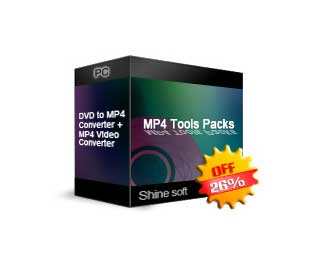 PC
DVD to MP4
Converter +
MP4 Video
Converter
MP4 Tools Packs
Shine soft
OFF
26%